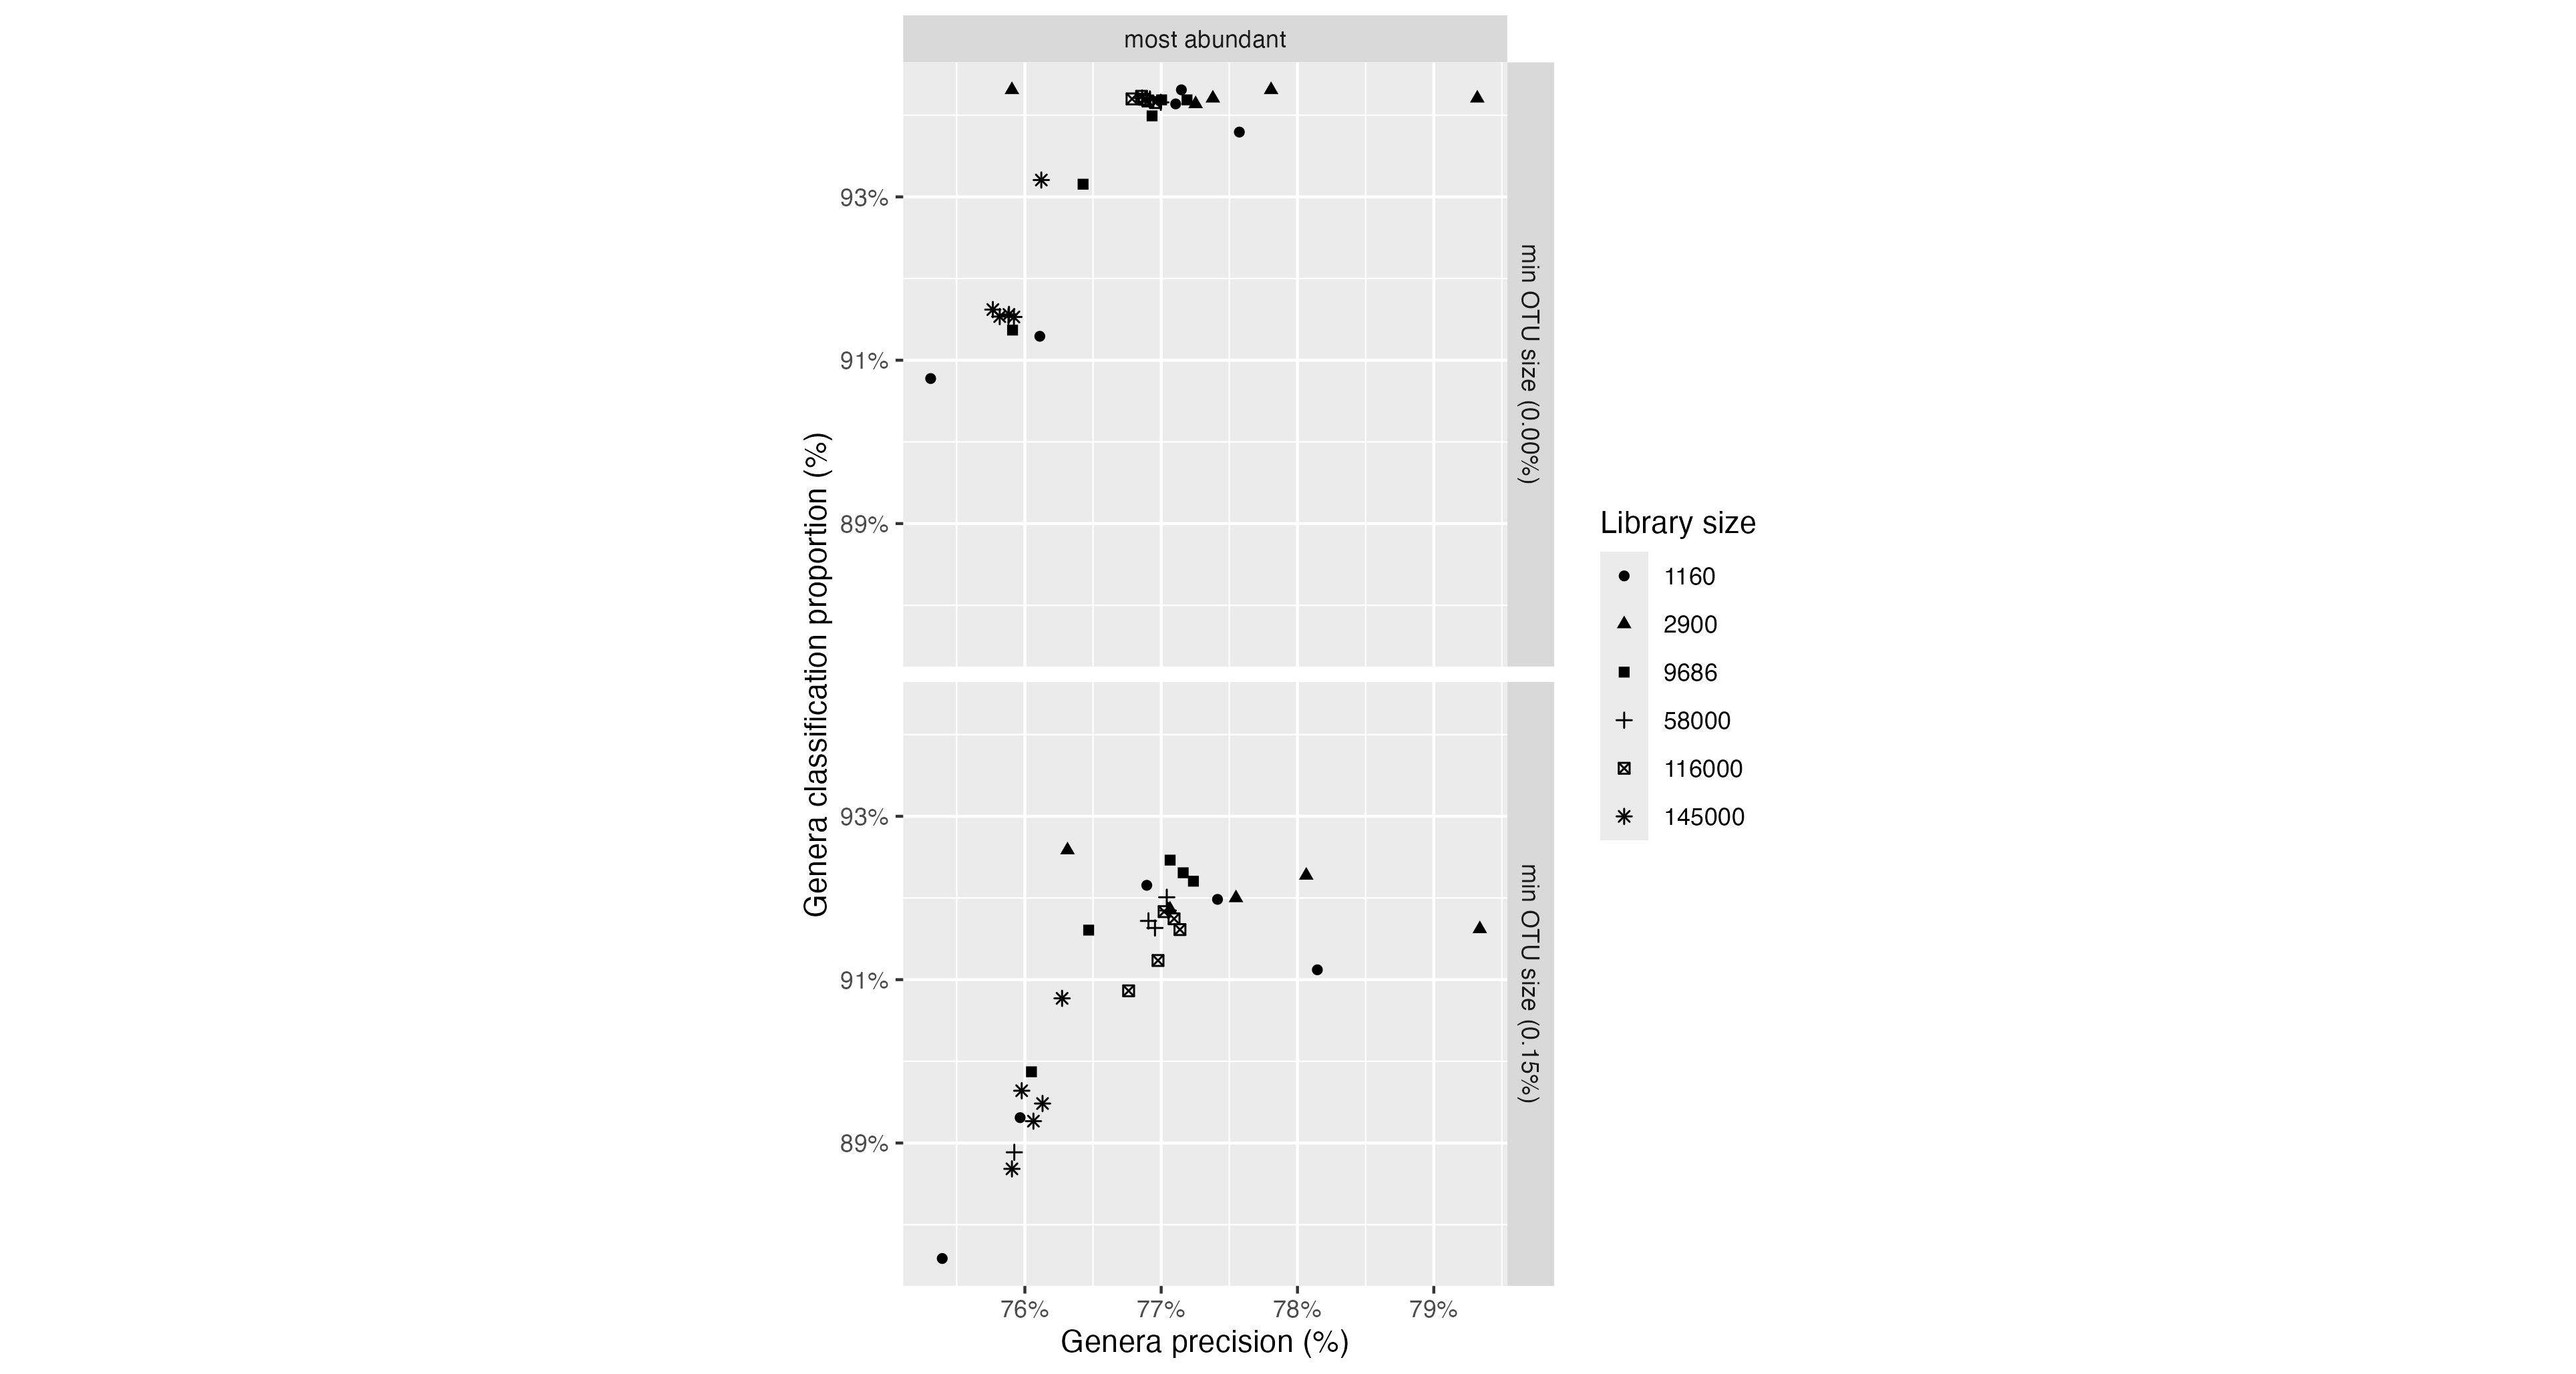 most abundant
93%
91%
89%
min OTU size (0.00%)
93%
91%
89%
min OTU size (0.15%)
76% 77% 78% 79%
Genera precision (%)
Genera classification proportion (%)
Library size
1160
2900
9686
58000
116000
145000